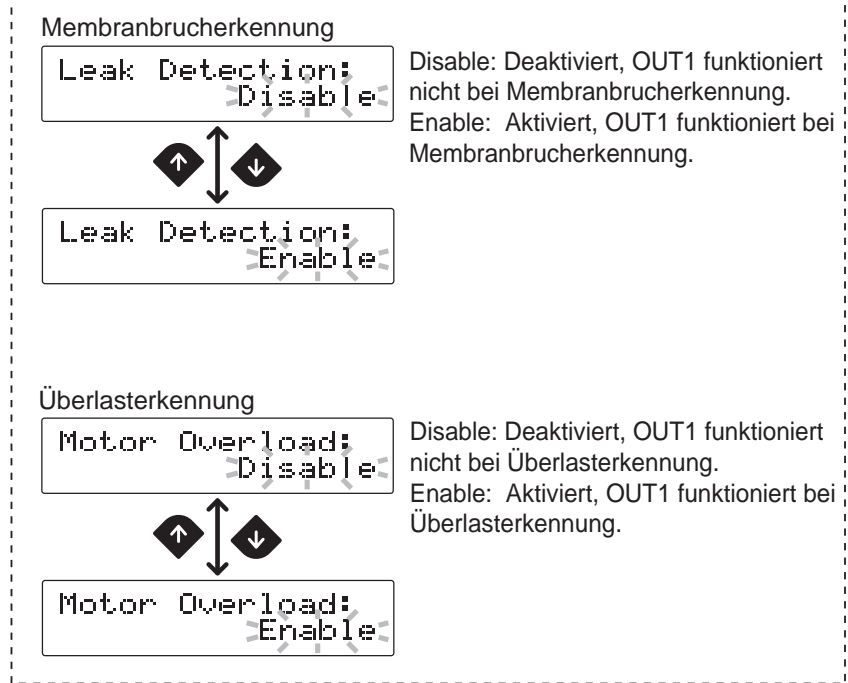 Membranbrucherkennung
Leak Detection:
Disable
Disable: Deaktiviert, OUT1 funktioniert
nicht bei Membranbrucherkennung.
Enable:  Aktiviert, OUT1 funktioniert bei
Membranbrucherkennung.
Leak Detection:
Enable
Überlasterkennung
Motor Overload:
Disable
Disable: Deaktiviert, OUT1 funktioniert
nicht bei Überlasterkennung.
Enable:  Aktiviert, OUT1 funktioniert bei
Überlasterkennung.
Motor Overload:
Enable